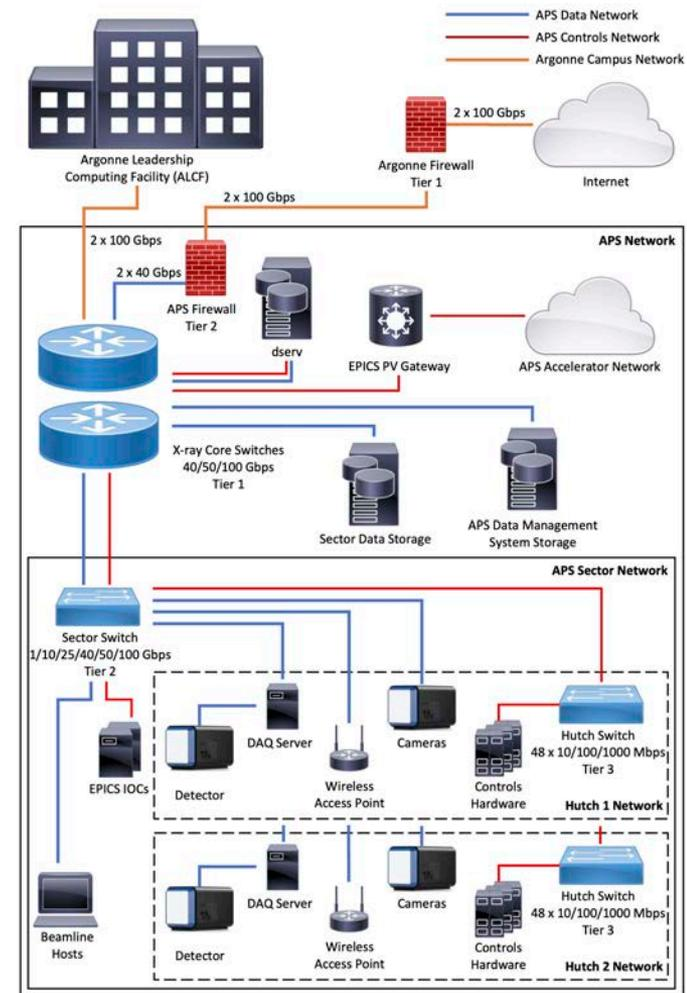 APS Data Network
APS Controls Network
Argonne Campus Network
2 x 100 Gbps
Argonne Leadership
Computing Facility (ALCF)
Argonne Firewall
Tier 1
Internet
2 x 100 Gbps
2 x 100 Gbps
APS Network
2 x 40 Gbps
APS Firewall
Tier 2
dserv
EPICS PV Gateway
APS Accelerator Network
X-ray Core Switches
40/50/100 Gbps
Tier 1
Sector Data Storage
APS Data Management
System Storage
APS Sector Network
Sector Switch
1/10/25/40/50/100 Gbps
Tier 2
EPICS IOCs
Detector
DAQ Server
Wireless
Access Point
Cameras
Controls
Hardware
Hutch Switch
48 x 10/100/1000 Mbps
Tier 3
Hutch 1 Network
Beamline
Hosts
Detector
DAQ Server
Wireless
Access Point
Cameras
Controls
Hardware
Hutch Switch
48 x 10/100/1000 Mbps
Tier 3
Hutch 2 Network